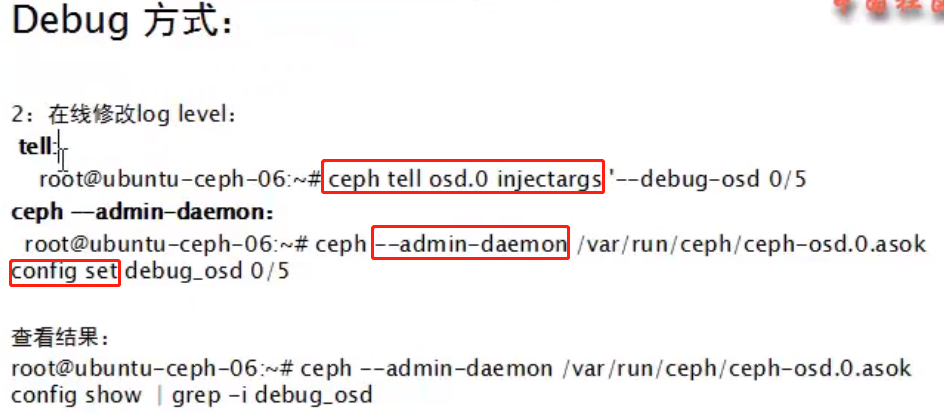 Debug 方式：
2：在线修改log level：
tell:
root@ubuntu-ceph-06:~# ceph tell osd.0 injectargs '--debug-osd 0/5
ceph —admin-daemon：
root@ubuntu-ceph-06:~# ceph --admin-daemon /var/run/ceph/ceph-osd.0.asok
config set debug_osd 0/5
查看结果：
root@ubuntu-ceph-06:~# ceph --admin-daemon /var/run/ceph/ceph-osd.0.asok
config show | grep -i debug_osd